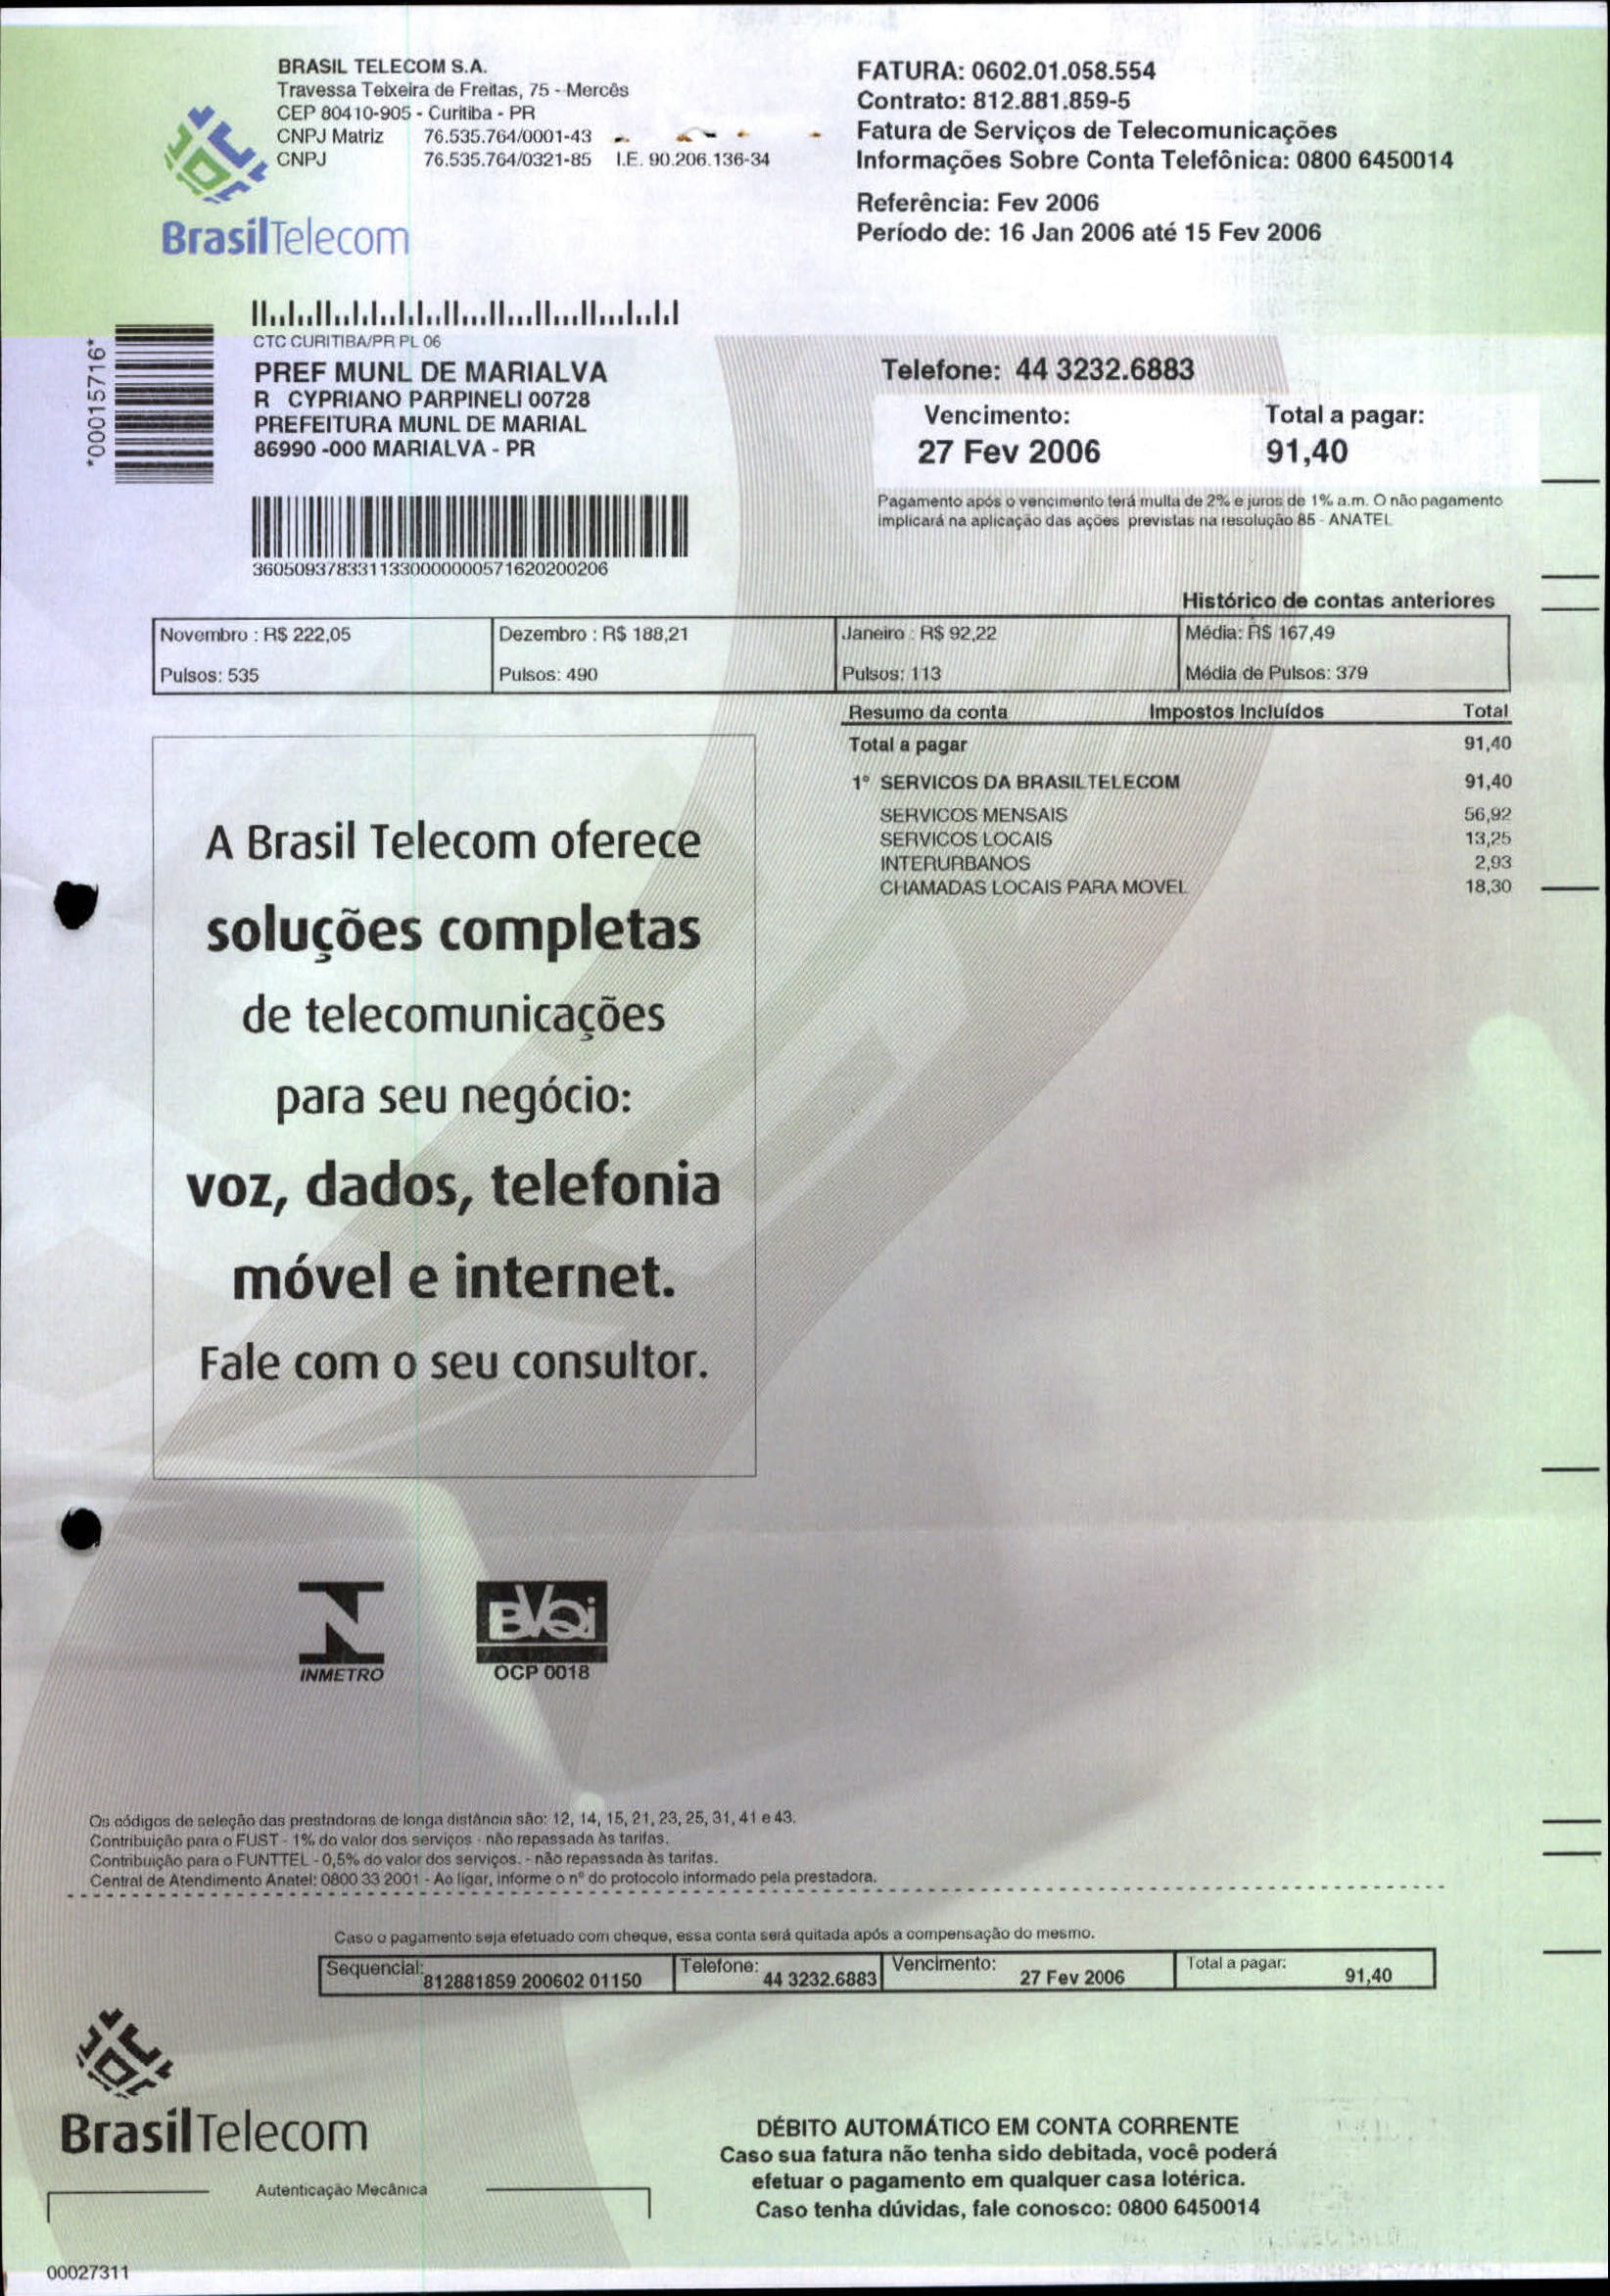 BRASIL TELECOM S.A.
Travessa Teixeira de Freitas, 75 - Mercês
CEP 80410-905 - Curitiba - PR
CNPJ Matriz 76.535.764/0001-43
CNPJ 76.535.764/0321-85 I.E. 90.206.136-34
BrasilTelecom
FATURA: 0602.01.058.554
Contrato: 812.881.859-5
Fatura de Serviços de Telecomunicações
Informações Sobre Conta Telefônica: 0800 6450014
Referência: Fev 2006
Período de: 16 Jan 2006 até 15 Fev 2006
*00015716*
CTC CURITIBA/PR PL 06
PREF MUNL DE MARIALVA
R CYPRIANO PARPINELI 00728
PREFEITURA MUNL DE MARIAL
86990 -000 MARIALVA - PR
Telefone: 44 3232.6883
Vencimento: Total a pagar:
27 Fev 2006 91,40
Pagamento após o vencimento terá multa de 2% e juros de 1% a.m. O não pagamento
implicará na aplicação das ações previstas na resolução 85 - ANATEL
3605093783311330000000571620200206
Histórico de contas anteriores
Novembro : R$ 222,05 Dezembro : R$ 188,21 Janeiro : R$ 92,22 Média: R$ 167,49
Pulsos: 535 Pulsos: 490 Pulsos: 113 Média de Pulsos: 379
Resumo da conta Impostos Incluídos Total
Total a pagar 91,40
1º SERVICOS DA BRASILTELECOM 91,40
SERVICOS MENSAIS 56,92
SERVICOS LOCAIS 13,25
INTERURBANOS 2,93
CHAMADAS LOCAIS PARA MOVEL 18,30
A Brasil Telecom oferece
soluções completas
de telecomunicações
para seu negócio:
voz, dados, telefonia
móvel e internet.
Fale com o seu consultor.
INMETRO
BVQi
OCP 0018
Os códigos de seleção das prestadoras de longa distância são: 12, 14, 15, 21, 23, 25, 31, 41 e 43.
Contribuição para o FUST - 1% do valor dos serviços - não repassada às tarifas.
Contribuição para o FUNTTEL - 0,5% do valor dos serviços. - não repassada às tarifas.
Central de Atendimento Anatel: 0800 33 2001 - Ao ligar, informe o nº do protocolo informado pela prestadora.
Caso o pagamento seja efetuado com cheque, essa conta será quitada após a compensação do mesmo.
Sequencial: 812881859 200602 01150 Telefone: 44 3232.6883 Vencimento: 27 Fev 2006 Total a pagar: 91,40
BrasilTelecom
Autenticação Mecânica
DÉBITO AUTOMÁTICO EM CONTA CORRENTE
Caso sua fatura não tenha sido debitada, você poderá
efetuar o pagamento em qualquer casa lotérica.
Caso tenha dúvidas, fale conosco: 0800 6450014
00027311